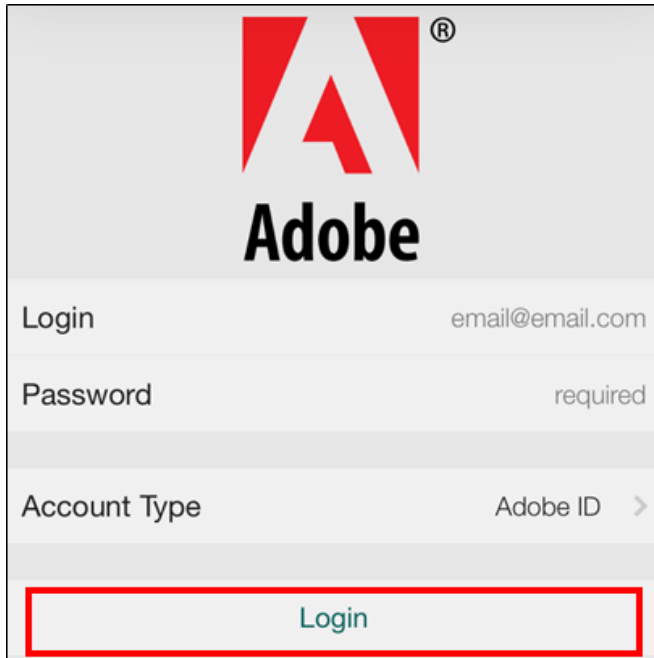 ®
Adobe
Login email@email.com
Password required
Account Type Adobe ID >
Login